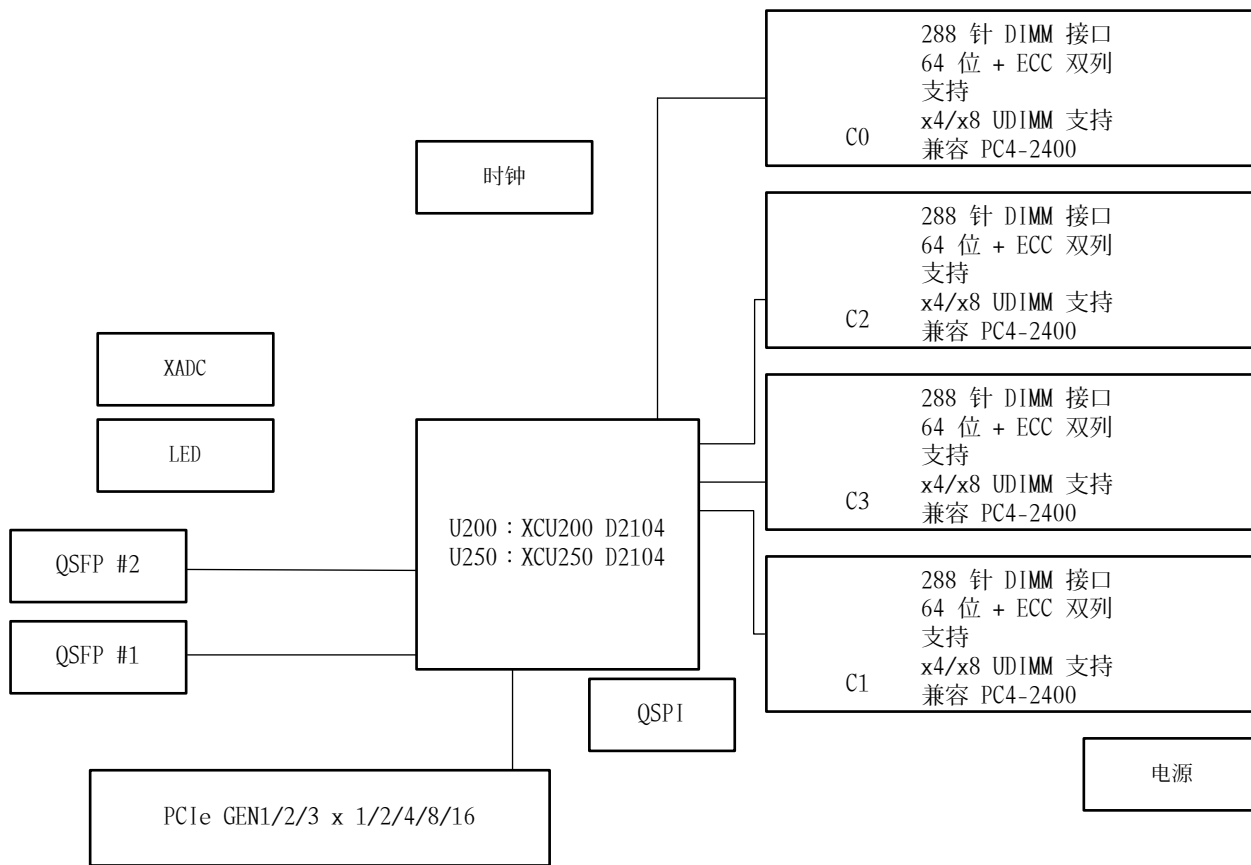 288 针 DIMM 接口
64 位 + ECC 双列
支持
x4/x8 UDIMM 支持
兼容 PC4-2400
C0
时钟
288 针 DIMM 接口
64 位 + ECC 双列
支持
x4/x8 UDIMM 支持
兼容 PC4-2400
C2
XADC
LED
288 针 DIMM 接口
64 位 + ECC 双列
支持
x4/x8 UDIMM 支持
兼容 PC4-2400
C3
U200：XCU200 D2104
U250：XCU250 D2104
QSFP #2
QSFP #1
288 针 DIMM 接口
64 位 + ECC 双列
支持
x4/x8 UDIMM 支持
兼容 PC4-2400
C1
QSPI
电源
PCIe GEN1/2/3 x 1/2/4/8/16